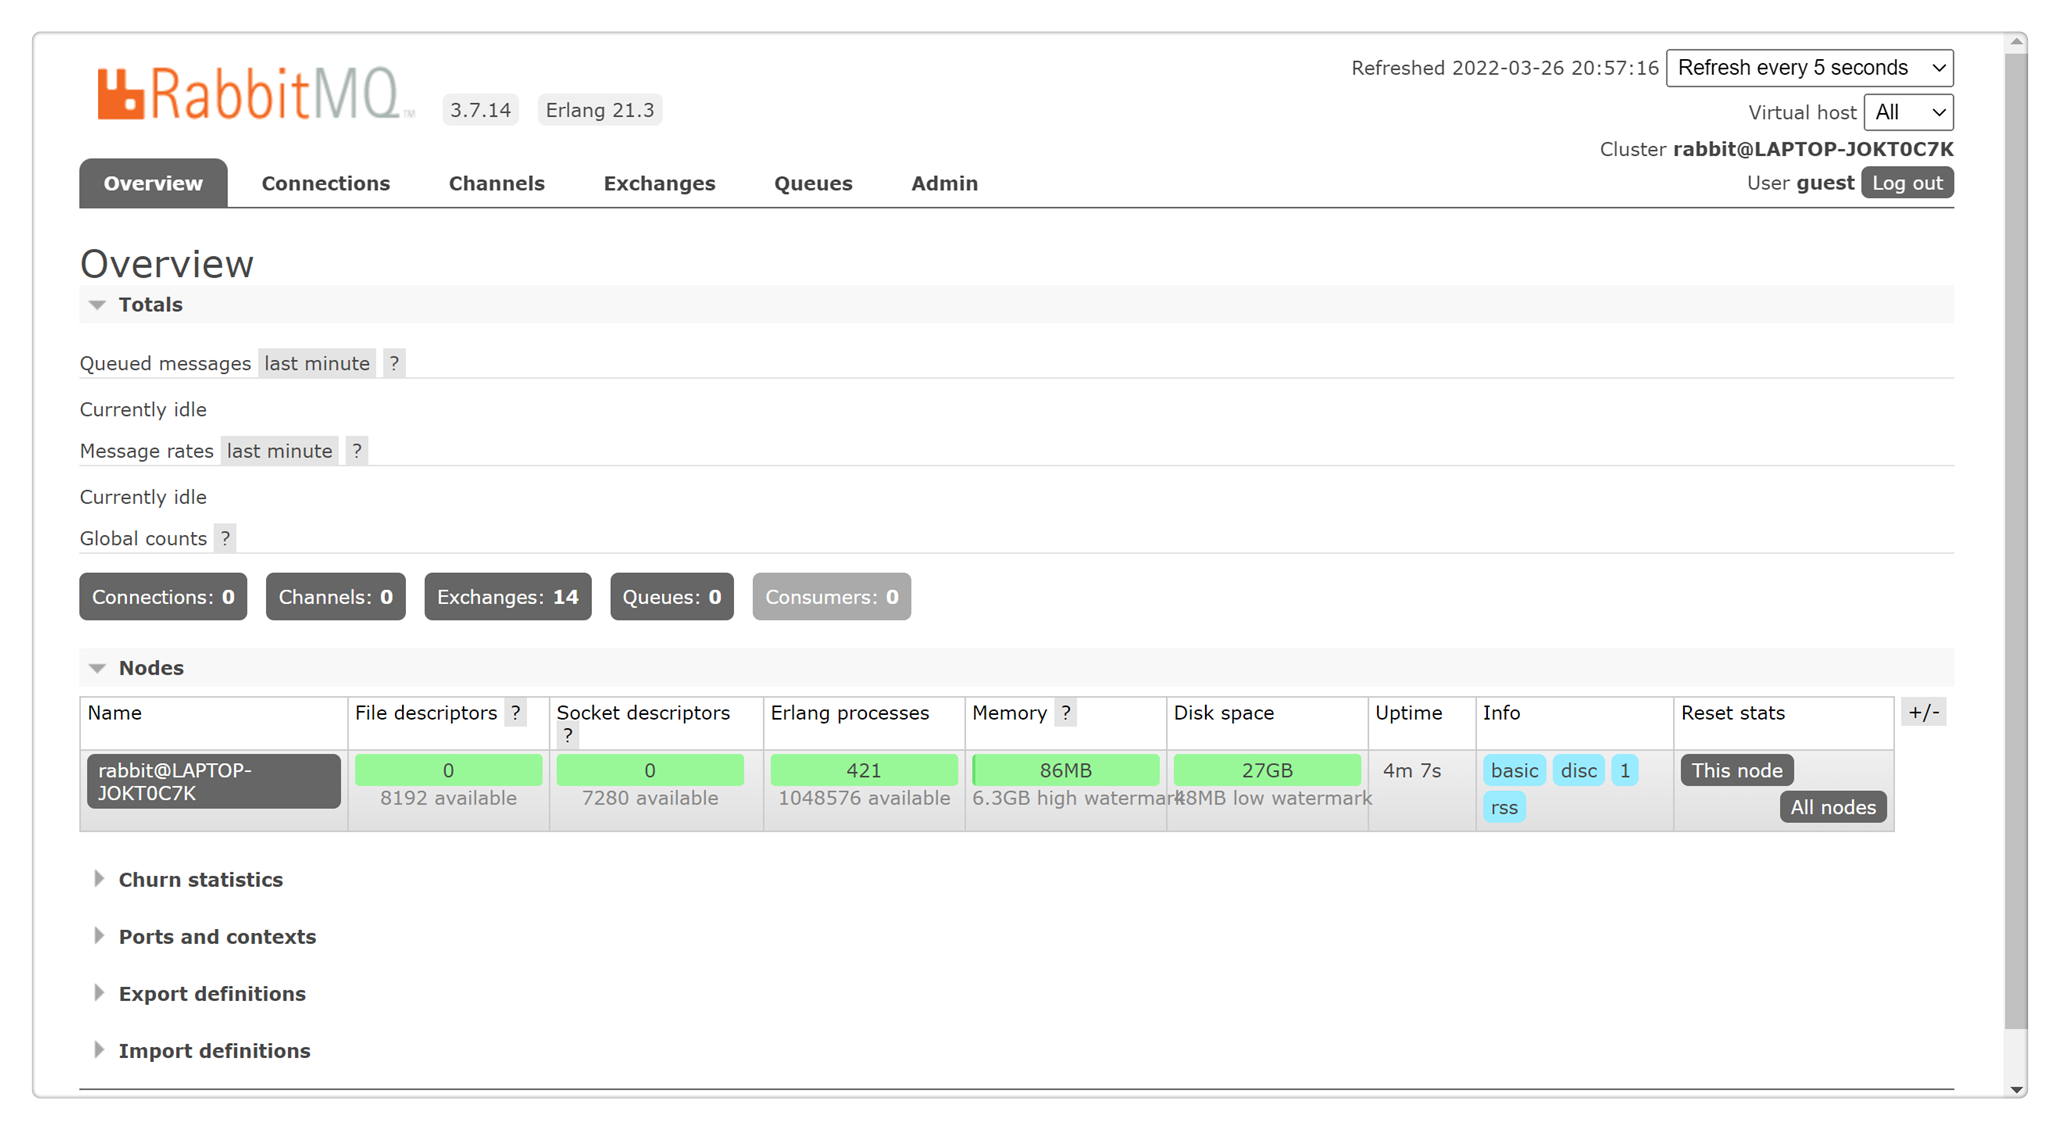 RabbitMQ™ 3.7.14 Erlang 21.3
Refreshed 2022-03-26 20:57:16 Refresh every 5 seconds
Virtual host All
Cluster rabbit@LAPTOP-JOKT0C7K
User guest Log out
Overview Connections Channels Exchanges Queues Admin
Overview
Totals
Queued messages last minute ?
Currently idle
Message rates last minute ?
Currently idle
Global counts ?
Connections: 0 Channels: 0 Exchanges: 14 Queues: 0 Consumers: 0
Nodes
Name File descriptors ? Socket descriptors ? Erlang processes Memory ? Disk space Uptime Info Reset stats +/-
rabbit@LAPTOP-JOKT0C7K 0 0 421 86MB 27GB 4m 7s basic disc 1 This node
8192 available 7280 available 1048576 available 6.3GB high watermark 48MB low watermark rss All nodes
Churn statistics
Ports and contexts
Export definitions
Import definitions